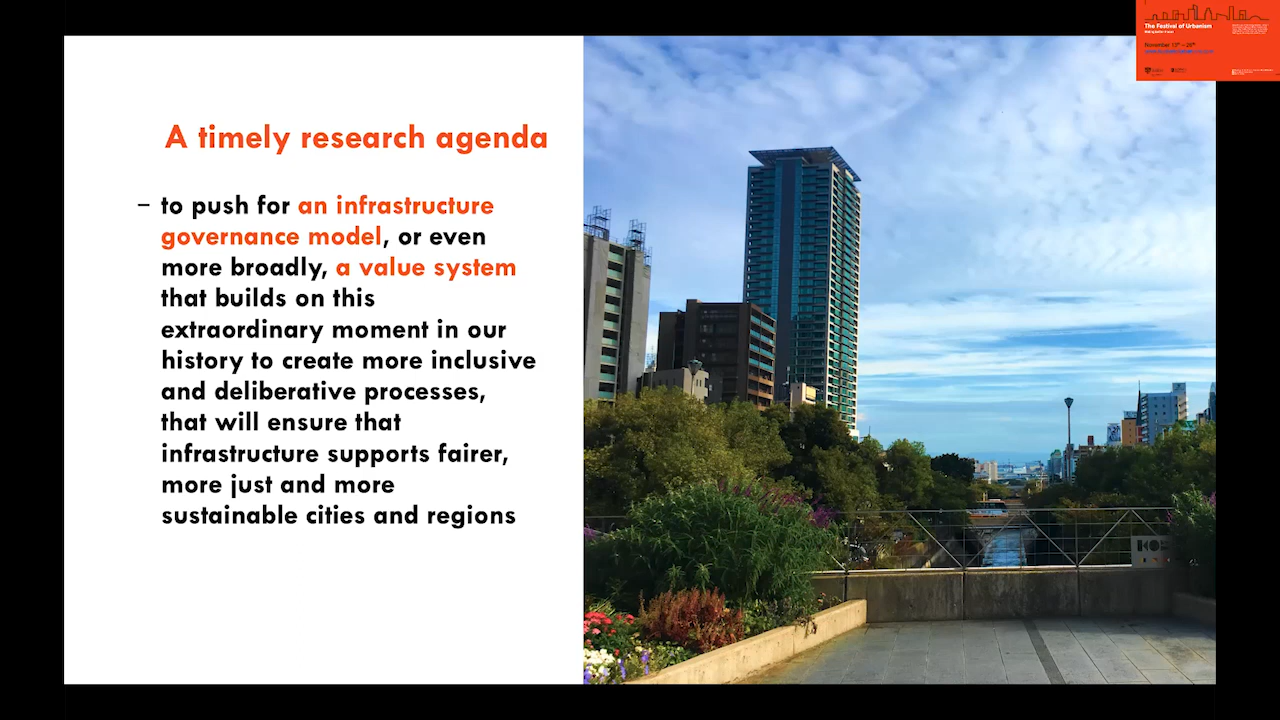 The Festival of Urbanism
November 13th – 26th
A timely research agenda
– to push for an infrastructure
governance model, or even
more broadly, a value system
that builds on this
extraordinary moment in our
history to create more inclusive
and deliberative processes,
that will ensure that
infrastructure supports fairer,
more just and more
sustainable cities and regions